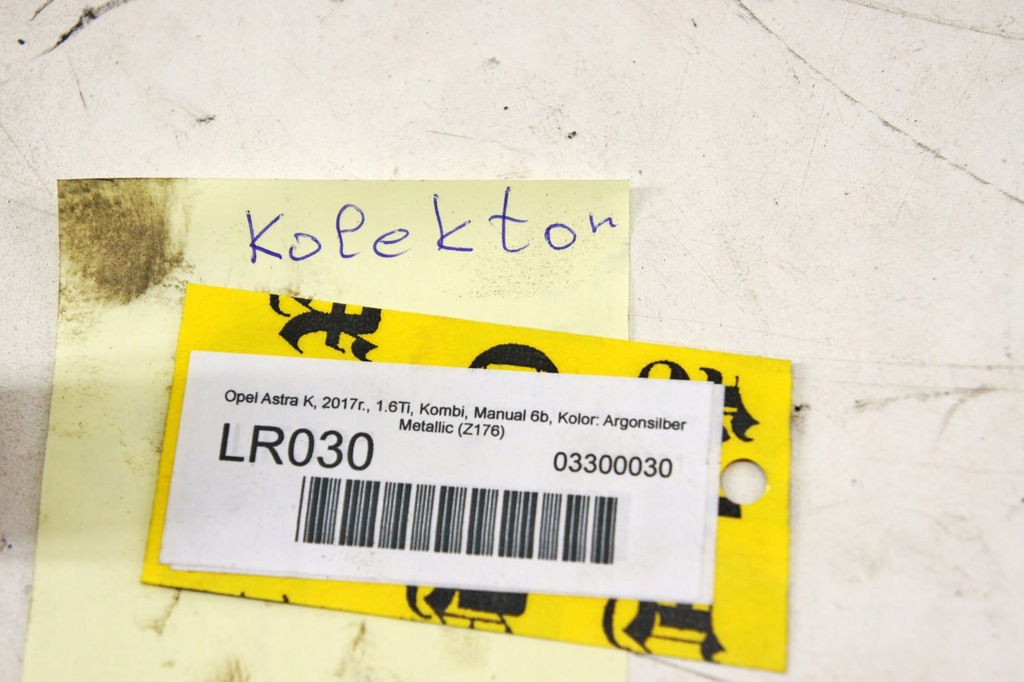 Kolektor
Opel Astra K, 2017r., 1.6Ti, Kombi, Manual 6b, Kolor: Argonsilber
Metallic (Z176)
LR030 03300030